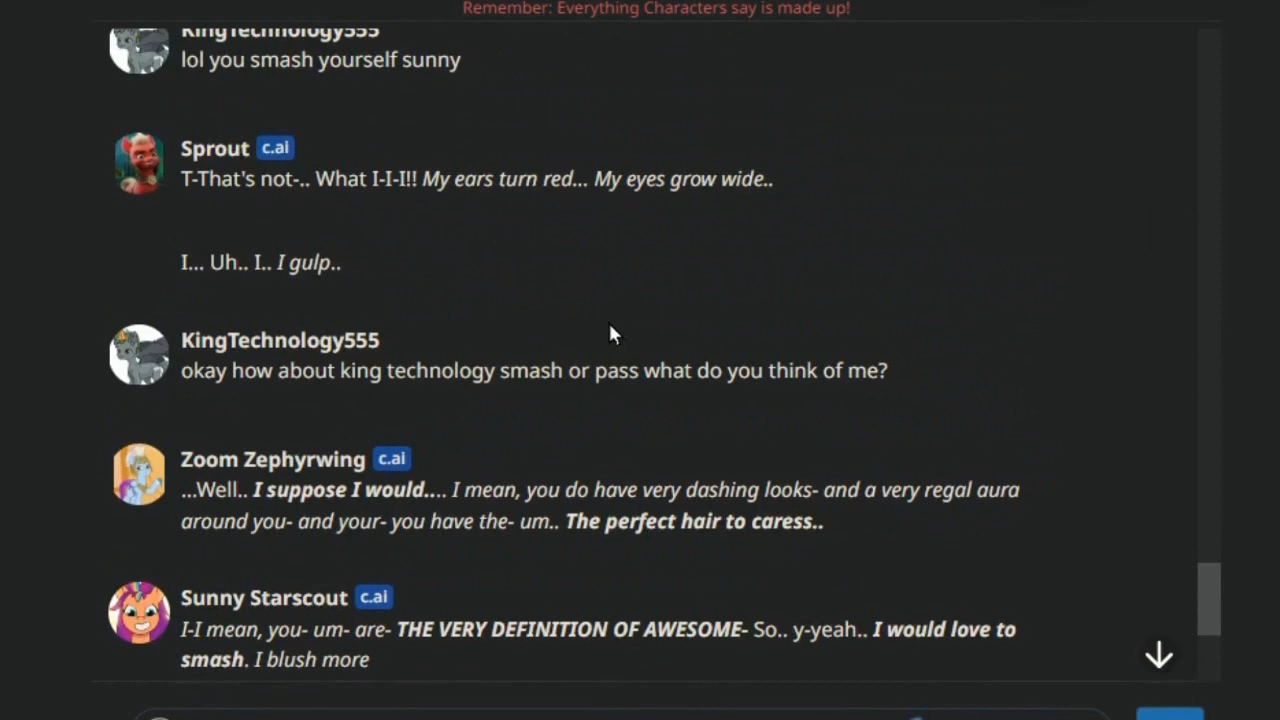 Remember: Everything Characters say is made up!
KingTechnology555
lol you smash yourself sunny
Sprout c.ai
T-That's not-.. What I-I-I!! My ears turn red... My eyes grow wide..
I... Uh.. I.. I gulp..
KingTechnology555
okay how about king technology smash or pass what do you think of me?
Zoom Zephyrwing c.ai
...Well.. I suppose I would.... I mean, you do have very dashing looks- and a very regal aura
around you- and your- you have the- um.. The perfect hair to caress..
Sunny Starscout c.ai
I-I mean, you- um- are- THE VERY DEFINITION OF AWESOME- So.. y-yeah.. I would love to
smash. I blush more